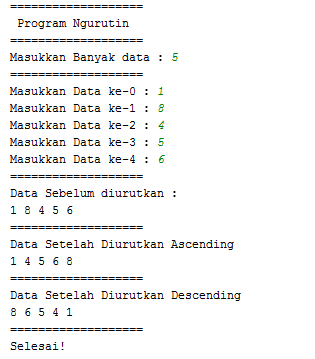 ===================
Program Ngurutin
===================
Masukkan Banyak data : 5
===================
Masukkan Data ke-0 : 1
Masukkan Data ke-1 : 8
Masukkan Data ke-2 : 4
Masukkan Data ke-3 : 5
Masukkan Data ke-4 : 6
===================
Data Sebelum diurutkan :
1 8 4 5 6
===================
Data Setelah Diurutkan Ascending
1 4 5 6 8
===================
Data Setelah Diurutkan Descending
8 6 5 4 1
===================
Selesai!